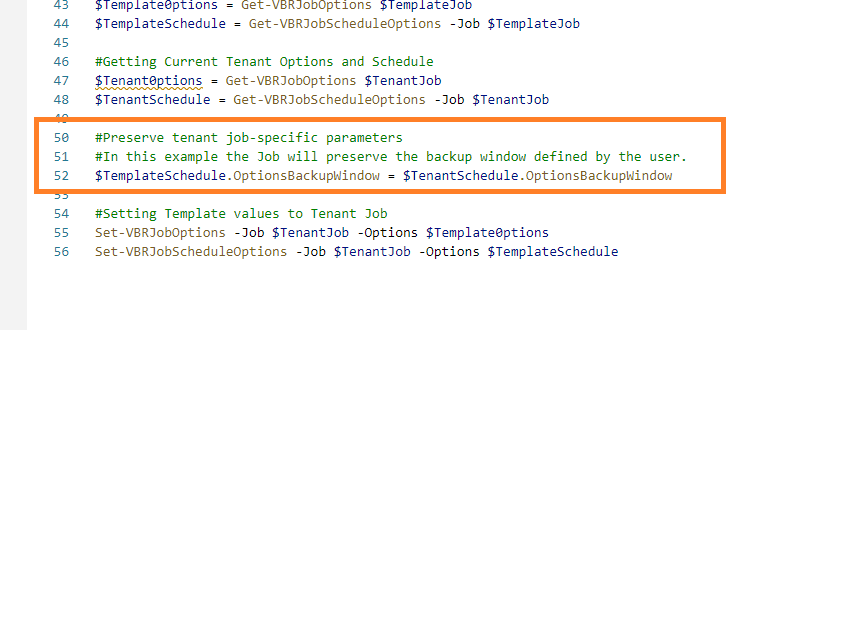 43 $TemplateOptions = Get-VBRJobOptions $TemplateJob
44 $TemplateSchedule = Get-VBRJobScheduleOptions -Job $TemplateJob
45
46 #Getting Current Tenant Options and Schedule
47 $TenantOptions = Get-VBRJobOptions $TenantJob
48 $TenantSchedule = Get-VBRJobScheduleOptions -Job $TenantJob
49
50 #Preserve tenant job-specific parameters
51 #In this example the Job will preserve the backup window defined by the user.
52 $TemplateSchedule.OptionsBackupWindow = $TenantSchedule.OptionsBackupWindow
53
54 #Setting Template values to Tenant Job
55 Set-VBRJobOptions -Job $TenantJob -Options $TemplateOptions
56 Set-VBRJobScheduleOptions -Job $TenantJob -Options $TemplateSchedule